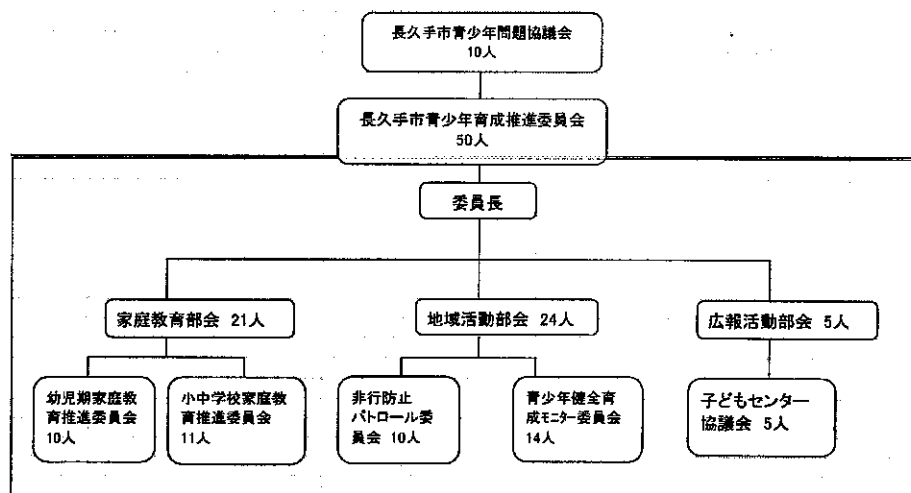 長久手市青少年問題協議会
10人
長久手市青少年育成推進委員会
50人
委員長
家庭教育部会 21人
地域活動部会 24人
広報活動部会 5人
幼児期家庭教
育推進委員会
10人
小中学校家庭教
育推進委員会
11人
非行防止
パトロール委
員会 10人
青少年健全育
成モニター委員会
14人
子どもセンター
協議会 5人